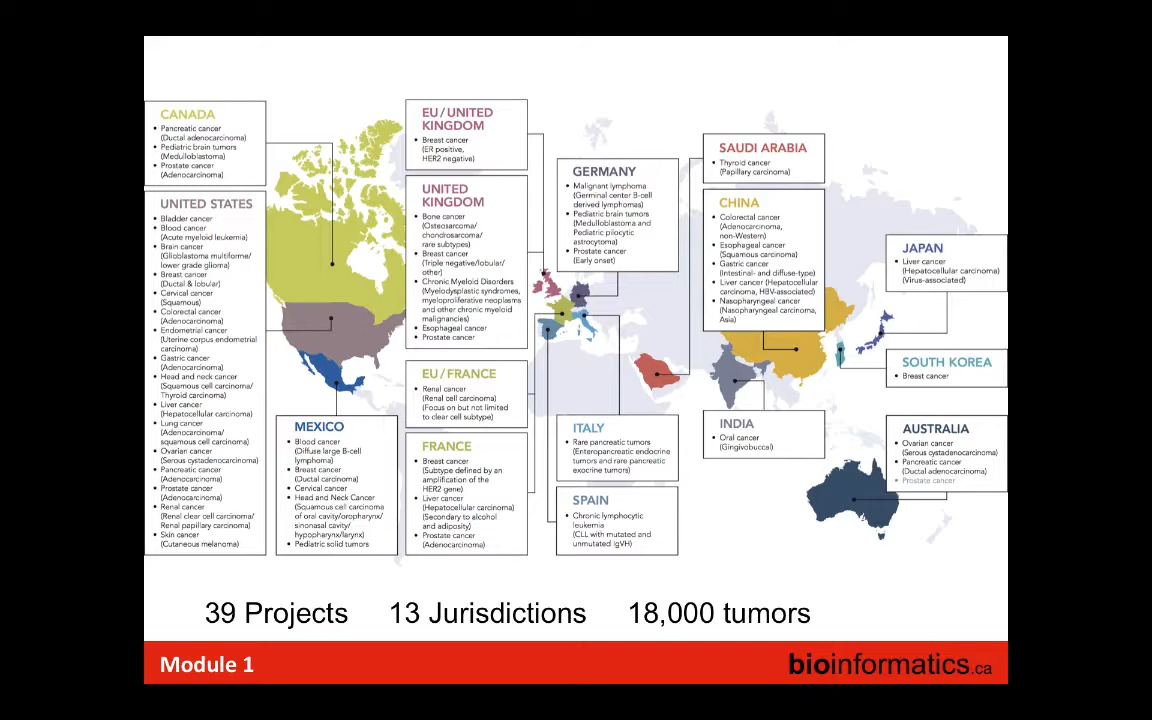 CANADA
• Pancreatic cancer
(Ductal adenocarcinoma)
• Pediatric brain tumors
(Medulloblastoma)
• Prostate cancer
(Adenocarcinoma)
UNITED STATES
• Bladder cancer
• Blood cancer
(Acute myeloid leukemia)
• Brain cancer
(Glioblastoma multiforme/
lower grade glioma)
• Breast cancer
(Ductal & lobular)
• Cervical cancer
(Squamous)
• Colorectal cancer
(Adenocarcinoma)
• Endometrial cancer
(Uterine corpus endometrial
carcinoma)
• Gastric cancer
(Adenocarcinoma)
• Head and neck cancer
(Squamous cell carcinoma/
Thyroid carcinoma)
• Liver cancer
(Hepatocellular carcinoma)
• Lung cancer
(Adenocarcinoma/
squamous cell carcinoma)
• Ovarian cancer
(Serous cystadenocarcinoma)
• Pancreatic cancer
(Adenocarcinoma)
• Prostate cancer
(Adenocarcinoma)
• Renal cancer
(Renal clear cell carcinoma/
Renal papillary carcinoma)
• Skin cancer
(Cutaneous melanoma)
MEXICO
• Blood cancer
(Diffuse large B-cell
lymphoma)
• Breast cancer
(Ductal carcinoma)
• Cervical cancer
• Head and Neck Cancer
(Squamous cell carcinoma
of oral cavity/oropharynx/
sinonasal cavity/
hypopharynx/larynx)
• Pediatric solid tumors
EU / UNITED
KINGDOM
• Breast cancer
(ER positive,
HER2 negative)
UNITED
KINGDOM
• Bone cancer
(Osteosarcoma/
chondrosarcoma/
rare subtypes)
• Breast cancer
(Triple negative/lobular/
other)
• Chronic Myeloid Disorders
(Myelodysplastic syndromes,
myeloproliferative neoplasms
and other chronic myeloid
malignancies)
• Esophageal cancer
• Prostate cancer
EU / FRANCE
• Renal cancer
(Renal cell carcinoma)
(Focus on but not limited
to clear cell subtype)
FRANCE
• Breast cancer
(Subtype defined by an
amplification of the
HER2 gene)
• Liver cancer
(Hepatocellular carcinoma)
(Secondary to alcohol
and adiposity)
• Prostate cancer
(Adenocarcinoma)
GERMANY
• Malignant lymphoma
(Germinal center B-cell
derived lymphomas)
• Pediatric brain tumors
(Medulloblastoma and
Pediatric pilocytic
astrocytoma)
• Prostate cancer
(Early onset)
ITALY
• Rare pancreatic tumors
(Enteropancreatic endocrine
tumors and rare pancreatic
exocrine tumors)
SPAIN
• Chronic lymphocytic
leukemia
(CLL with mutated and
unmutated IgVH)
SAUDI ARABIA
• Thyroid cancer
(Papillary carcinoma)
CHINA
• Colorectal cancer
(Adenocarcinoma,
non-Western)
• Esophageal cancer
(Squamous carcinoma)
• Gastric cancer
(Intestinal- and diffuse-type)
• Liver cancer (Hepatocellular
carcinoma, HBV-associated)
• Nasopharyngeal cancer
(Nasopharyngeal carcinoma,
Asia)
INDIA
• Oral cancer
(Gingivobuccal)
JAPAN
• Liver cancer
(Hepatocellular carcinoma)
(Virus-associated)
SOUTH KOREA
• Breast cancer
AUSTRALIA
• Ovarian cancer
(Serous cystadenocarcinoma)
• Pancreatic cancer
(Ductal adenocarcinoma)
• Prostate cancer
39 Projects 13 Jurisdictions 18,000 tumors
Module 1
bioinformatics.ca